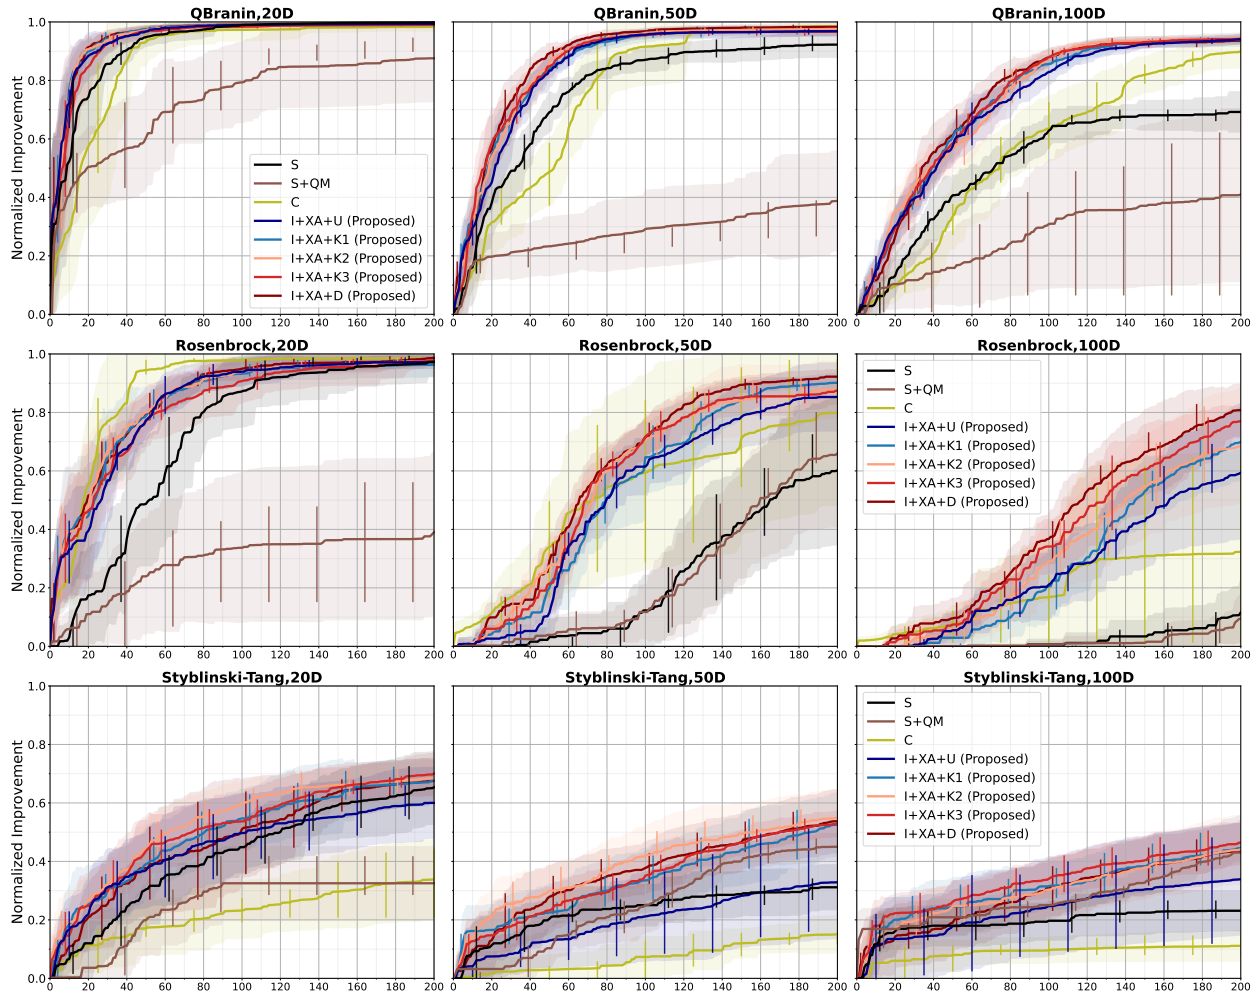 QBranin,20D
QBranin,50D
QBranin,100D
Normalized Improvement
1.0
0.8
0.6
0.4
0.2
0.0
S
S+QM
C
I+XA+U (Proposed)
I+XA+K1 (Proposed)
I+XA+K2 (Proposed)
I+XA+K3 (Proposed)
I+XA+D (Proposed)
0 20 40 60 80 100 120 140 160 180 200
0 20 40 60 80 100 120 140 160 180 200
0 20 40 60 80 100 120 140 160 180 200
Rosenbrock,20D
Rosenbrock,50D
Rosenbrock,100D
Normalized Improvement
1.0
0.8
0.6
0.4
0.2
0.0
S
S+QM
C
I+XA+U (Proposed)
I+XA+K1 (Proposed)
I+XA+K2 (Proposed)
I+XA+K3 (Proposed)
I+XA+D (Proposed)
0 20 40 60 80 100 120 140 160 180 200
0 20 40 60 80 100 120 140 160 180 200
0 20 40 60 80 100 120 140 160 180 200
Styblinski-Tang,20D
Styblinski-Tang,50D
Styblinski-Tang,100D
Normalized Improvement
1.0
0.8
0.6
0.4
0.2
0.0
S
S+QM
C
I+XA+U (Proposed)
I+XA+K1 (Proposed)
I+XA+K2 (Proposed)
I+XA+K3 (Proposed)
I+XA+D (Proposed)
0 20 40 60 80 100 120 140 160 180 200
0 20 40 60 80 100 120 140 160 180 200
0 20 40 60 80 100 120 140 160 180 200